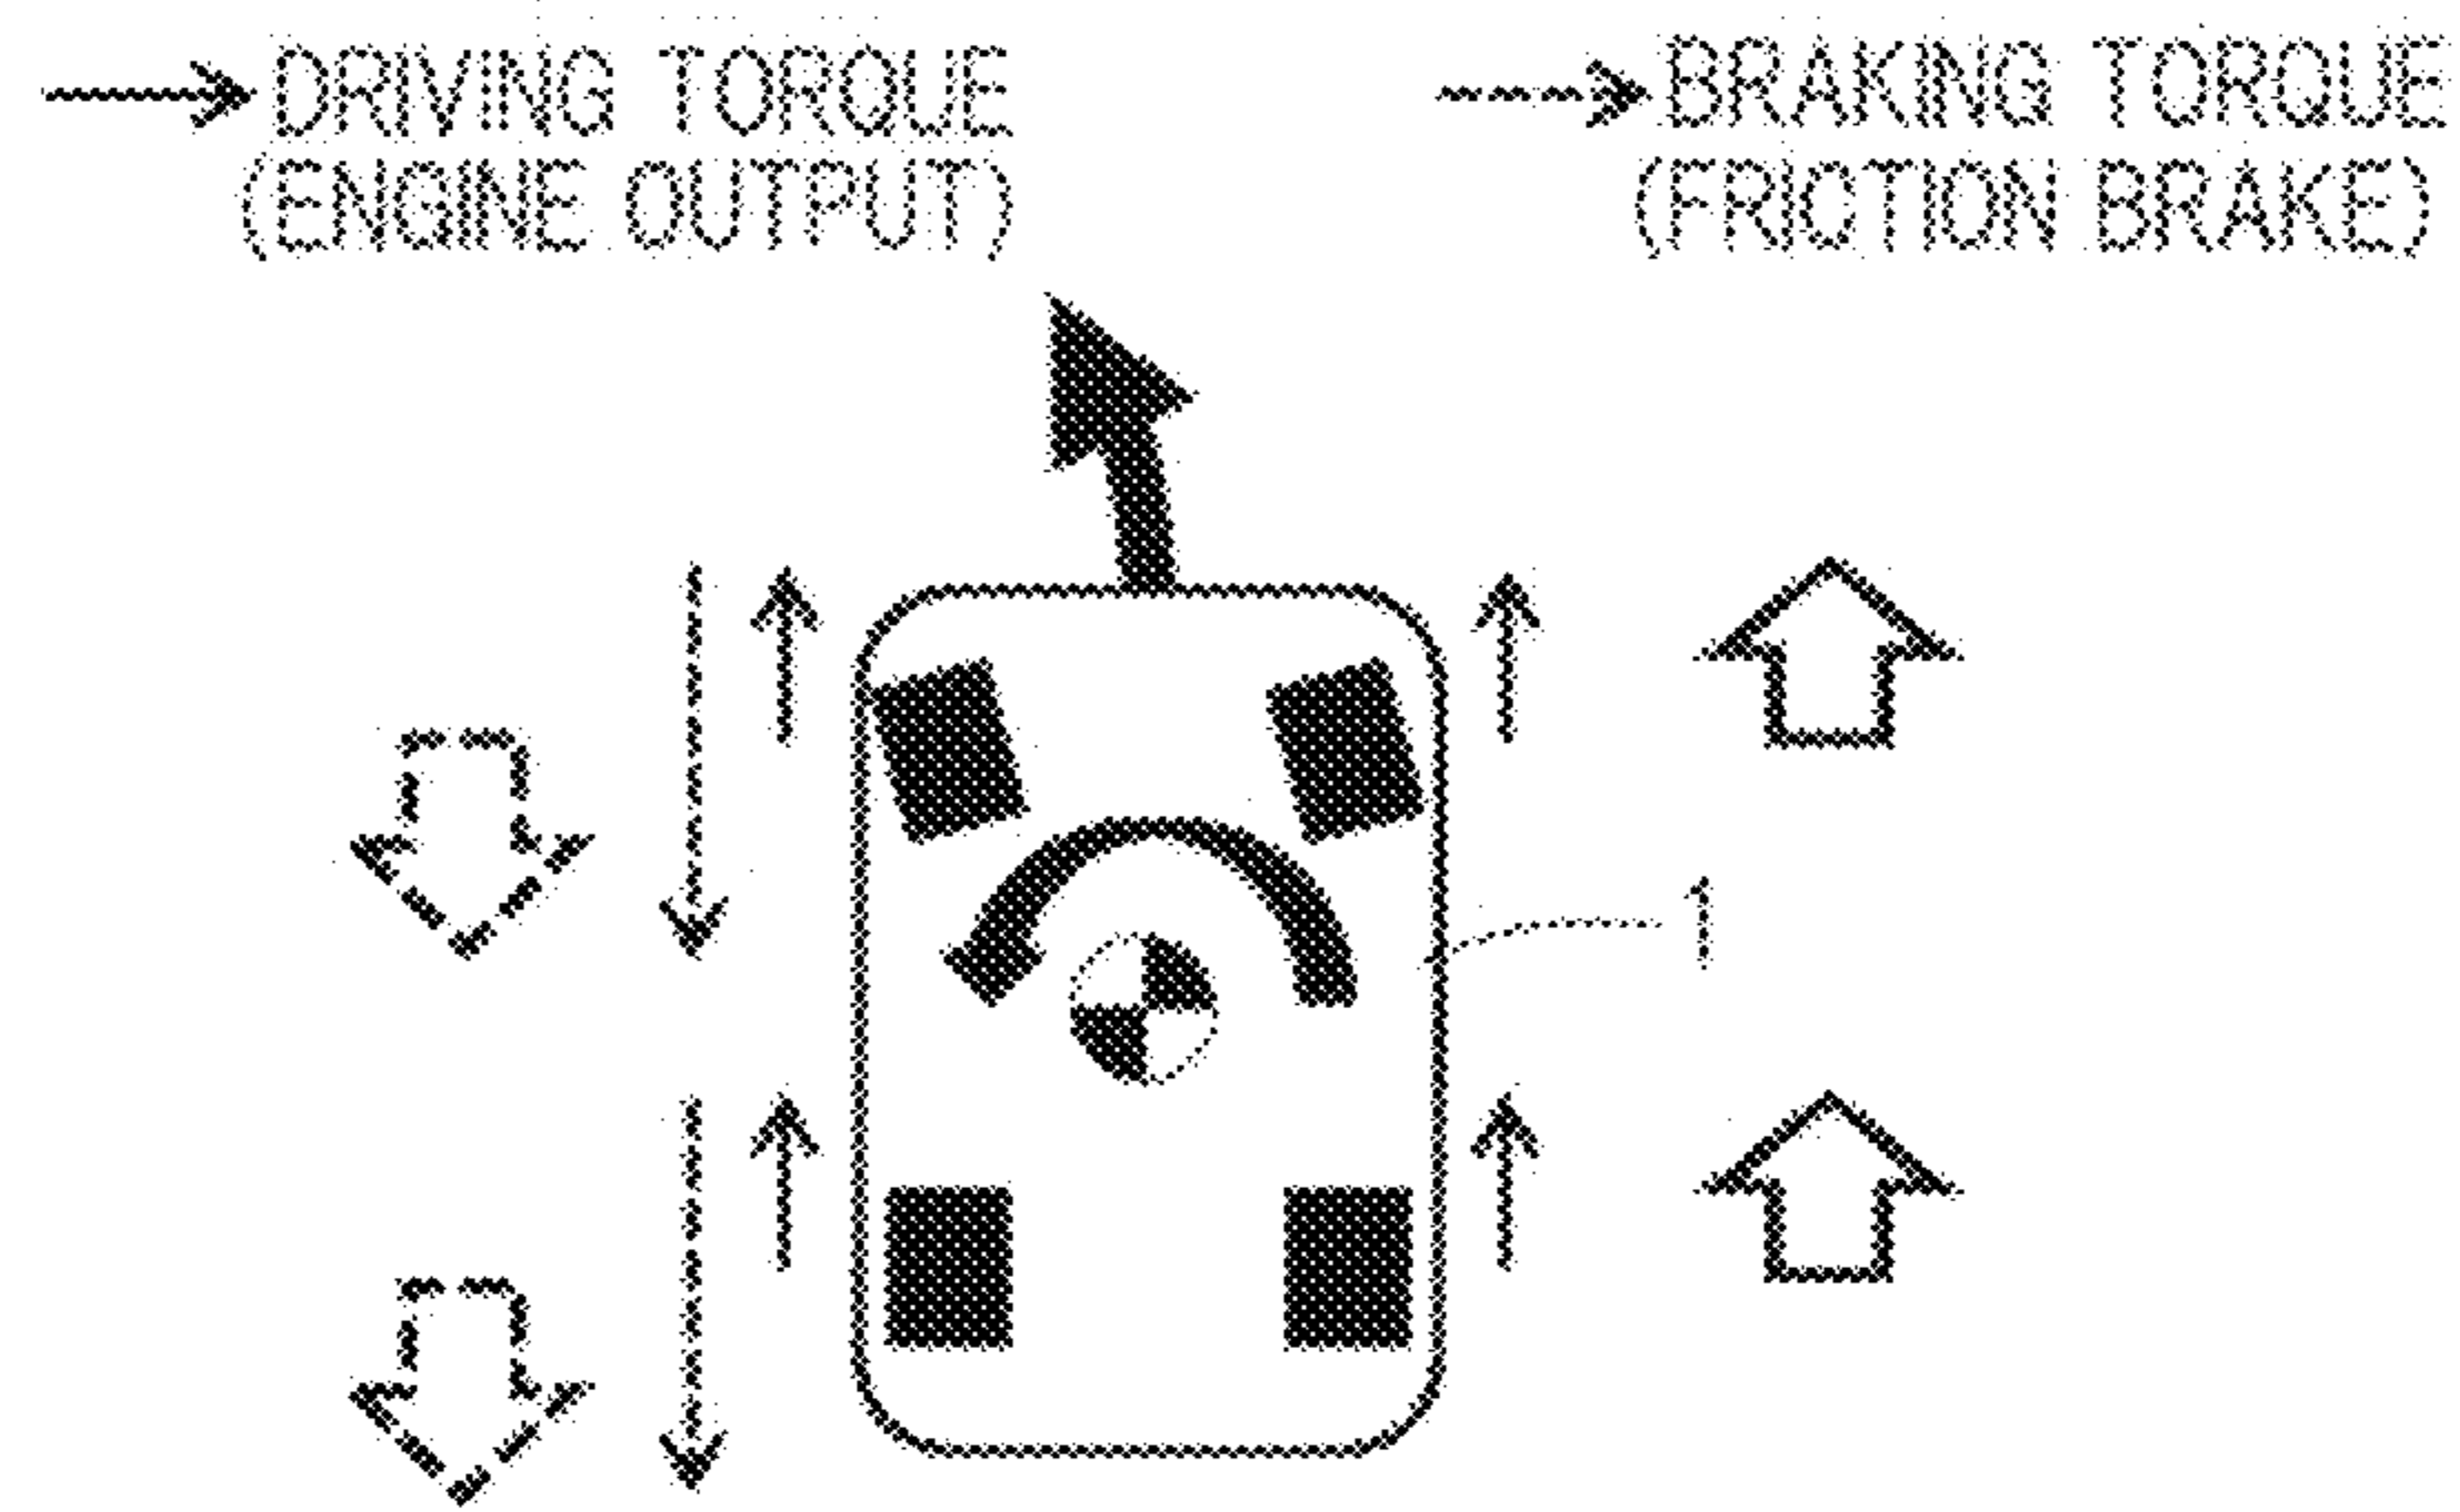 DRIVING TORQUE
(ENGINE OUTPUT)
BRAKING TORQUE
(FRICTION BRAKE)
1